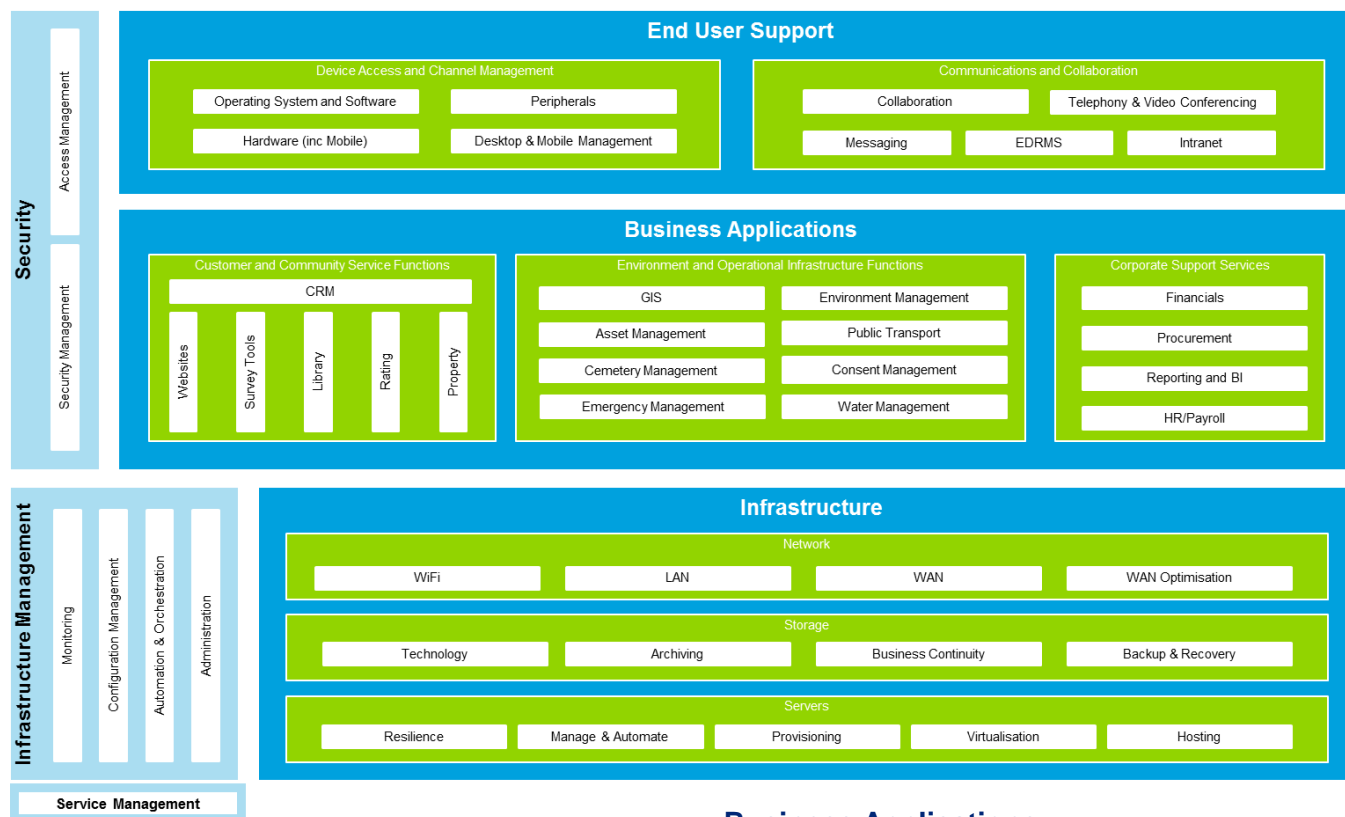 End User Support
Device Access and Channel Management
Operating System and Software
Peripherals
Hardware (inc Mobile)
Desktop & Mobile Management
Communications and Collaboration
Collaboration
Telephony & Video Conferencing
Messaging
EDRMS
Intranet
Security
Access Management
Security Management
Business Applications
Customer and Community Service Functions
CRM
Websites
Survey Tools
Library
Rating
Property
Environment and Operational Infrastructure Functions
GIS
Environment Management
Asset Management
Public Transport
Cemetery Management
Consent Management
Emergency Management
Water Management
Corporate Support Services
Financials
Procurement
Reporting and BI
HR/Payroll
Infrastructure Management
Monitoring
Configuration Management
Automation & Orchestration
Administration
Infrastructure
Network
WiFi
LAN
WAN
WAN Optimisation
Storage
Technology
Archiving
Business Continuity
Backup & Recovery
Servers
Resilience
Manage & Automate
Provisioning
Virtualisation
Hosting
Service Management
Business Applications